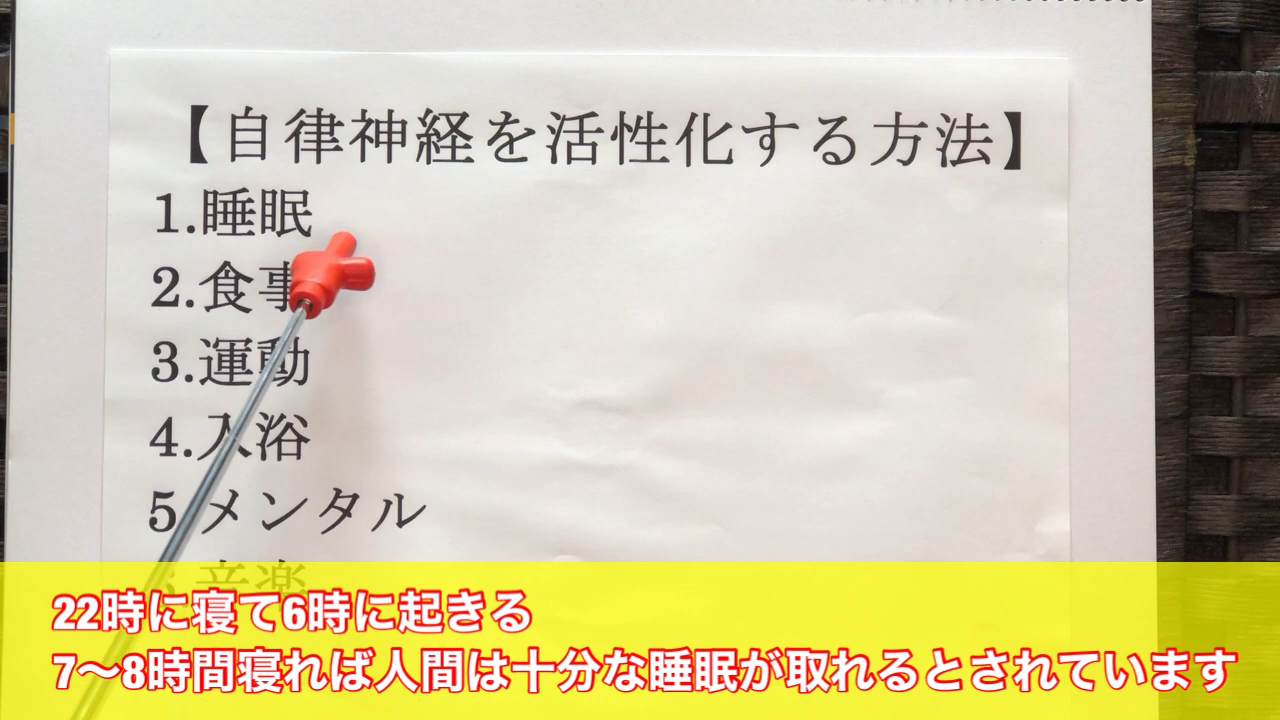 【自律神経を活性化する方法】
1.睡眠
2.食事
3.運動
4.入浴
5.メンタル
6.音楽
22時に寝て6時に起きる
7〜8時間寝れば人間は十分な睡眠が取れるとされています